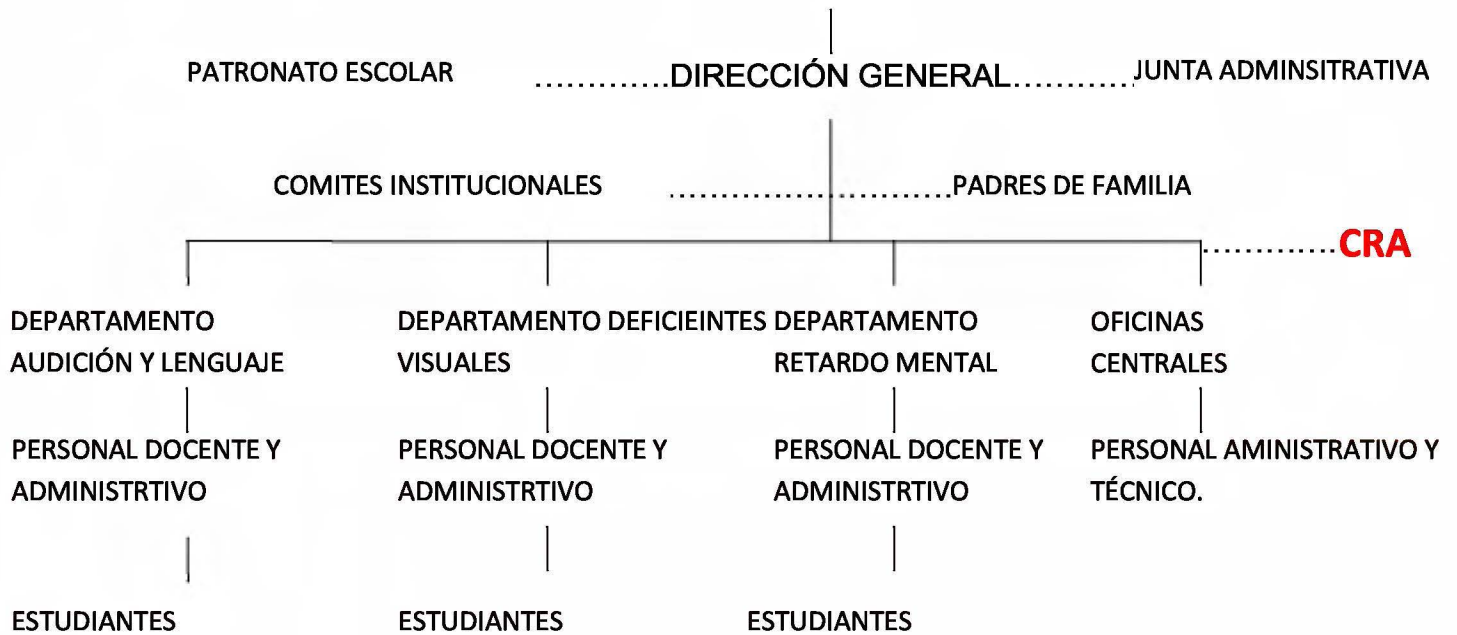 PATRONATO ESCOLAR .............DIRECCIÓN GENERAL............ JUNTA ADMINSITRATIVA
COMITES INSTITUCIONALES ............................PADRES DE FAMILIA
.............CRA
DEPARTAMENTO
AUDICIÓN Y LENGUAJE
DEPARTAMENTO DEFICIEINTES
VISUALES
DEPARTAMENTO
RETARDO MENTAL
OFICINAS
CENTRALES
PERSONAL DOCENTE Y
ADMINISTRTIVO
PERSONAL DOCENTE Y
ADMINISTRTIVO
PERSONAL DOCENTE Y
ADMINISTRTIVO
PERSONAL AMINISTRATIVO Y
TÉCNICO.
ESTUDIANTES
ESTUDIANTES
ESTUDIANTES